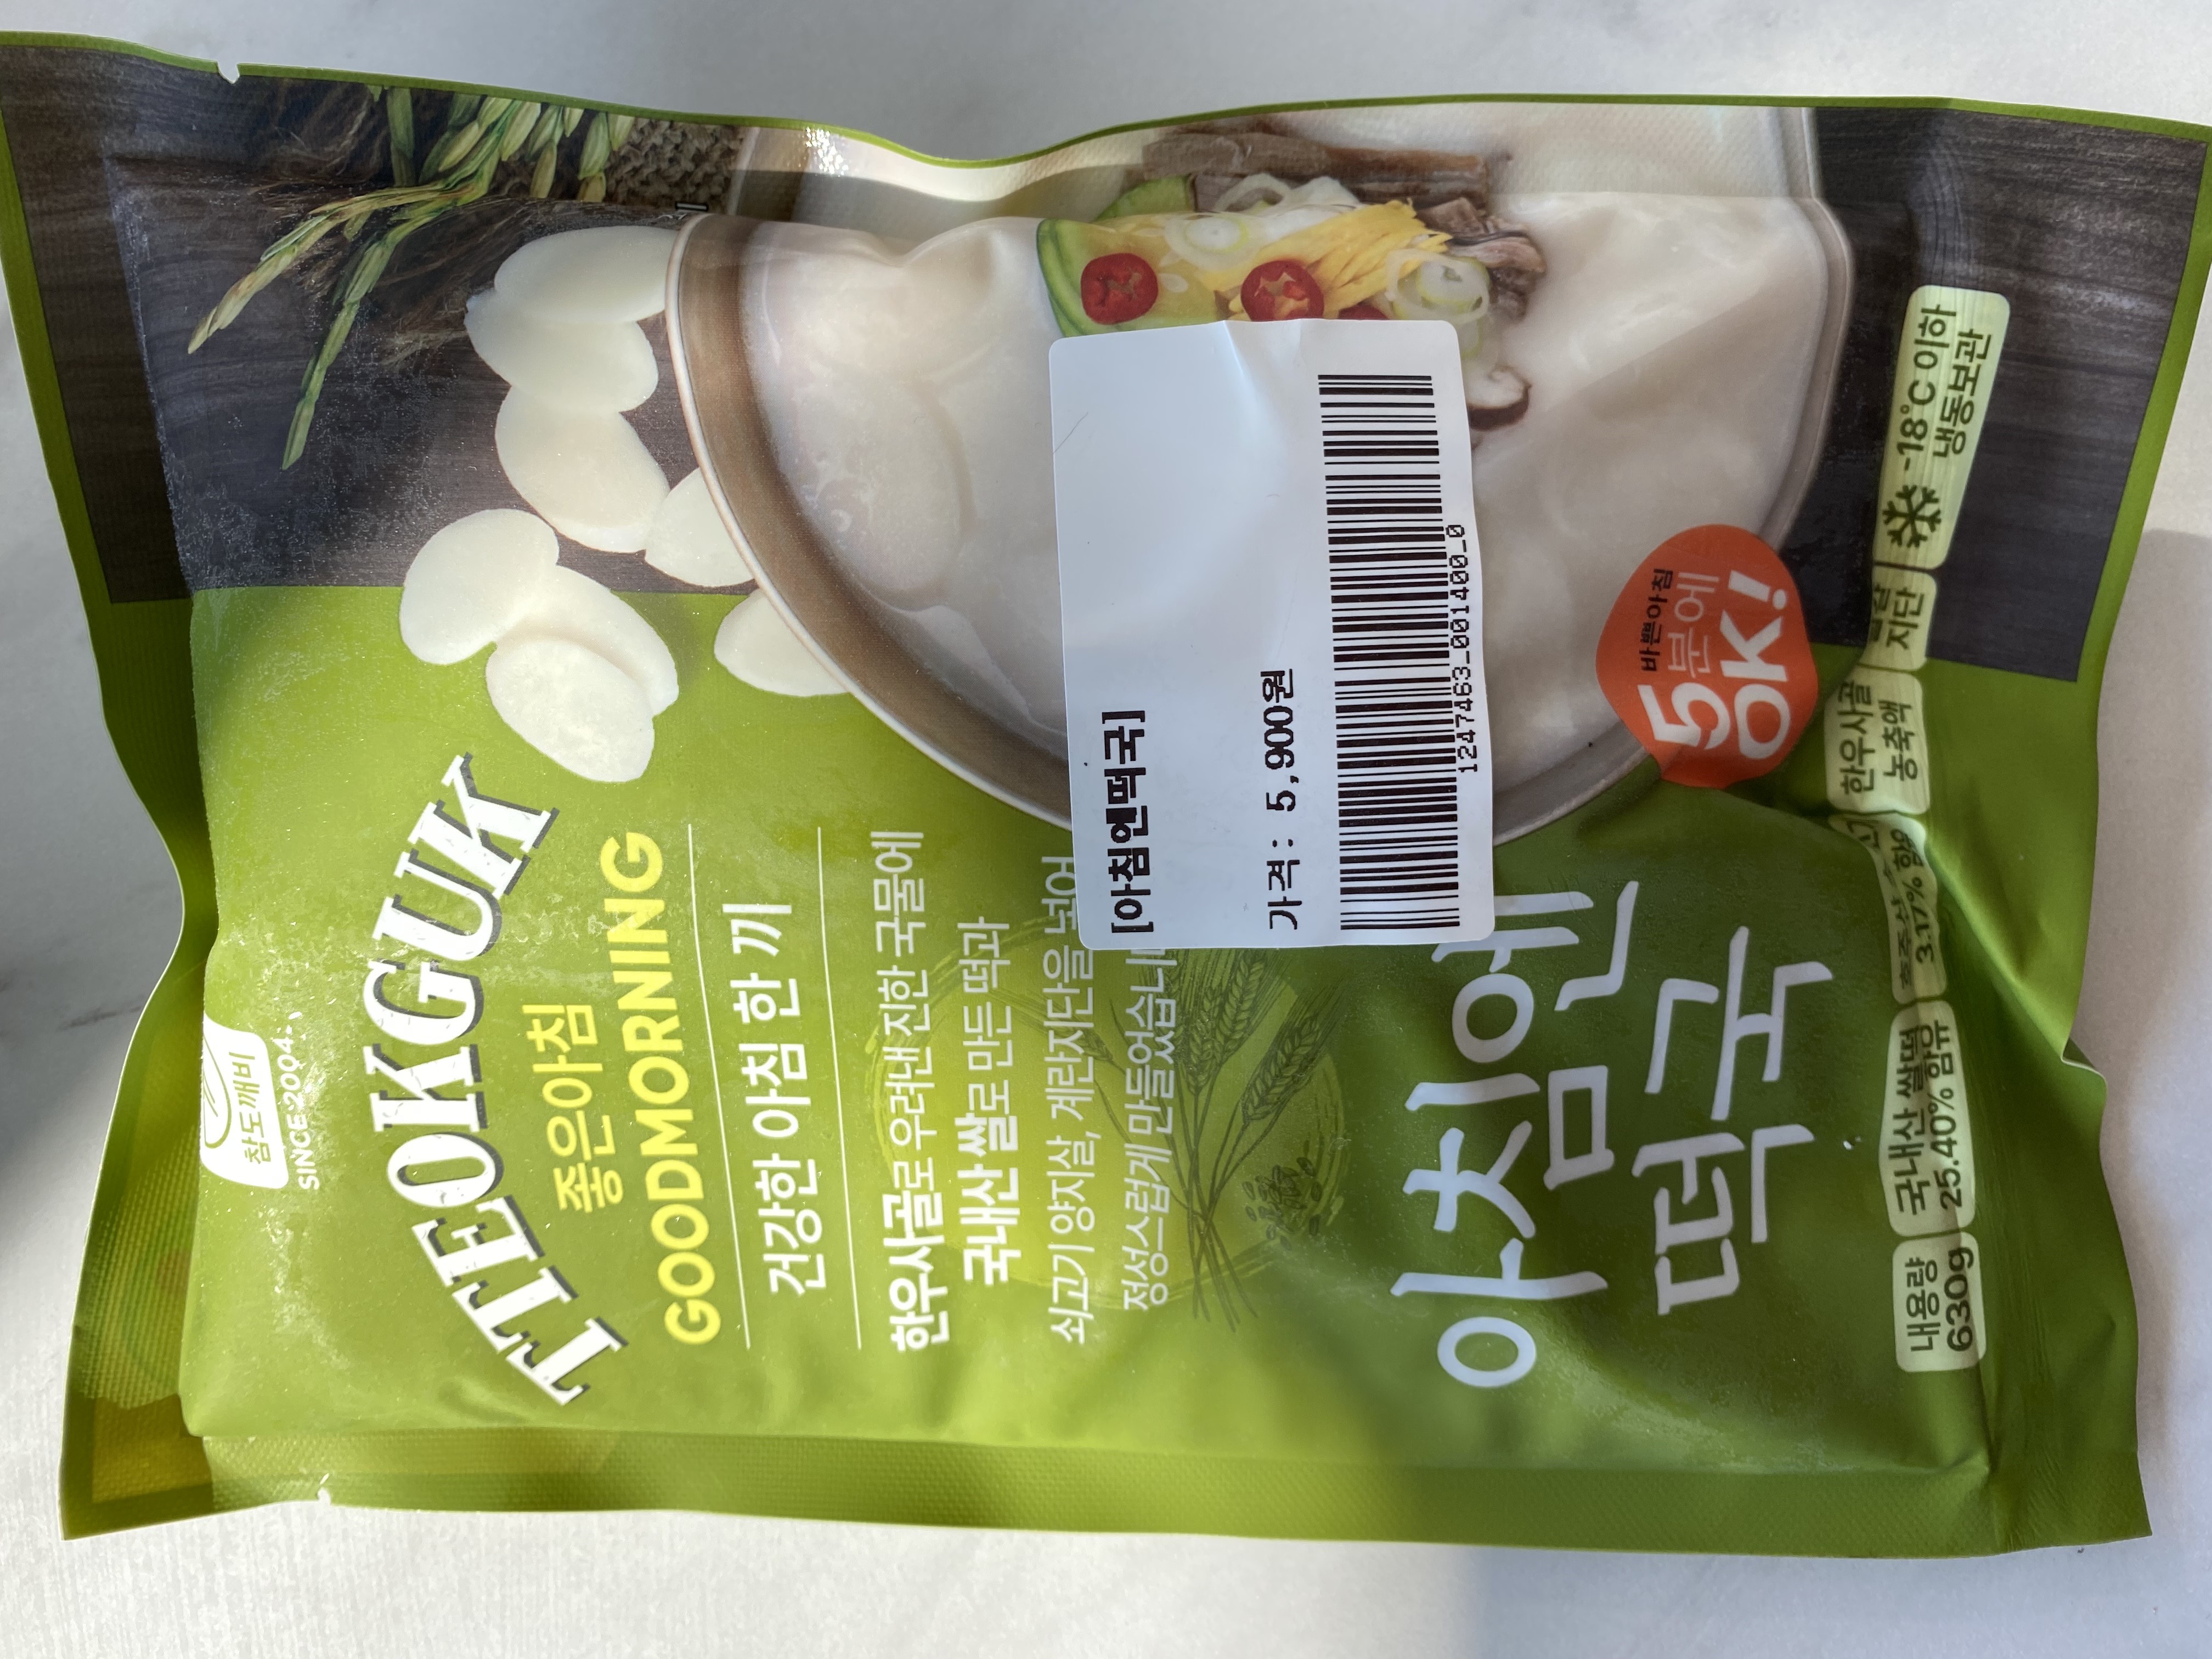 참도깨비
SINCE 2004.
TTEOKGUK
좋은아침
GOODMORNING
건강한 아침 한 끼
한우사골로 우려낸 진한 국물에
국내산 쌀로 만든 떡과
쇠고기 양지살, 계란지단을 넣어
정성스럽게 만들었습니
[아침엔떡국]
가격: 5,900원
1247463_001400_0
아침엔
떡국
바쁜아침
5분에
OK!
내용량
630g
국내산 쌀떡
25.40% 함유
호주산
3.17% 함유
한우사골
농축액
지단
-18°C 이하
냉동보관